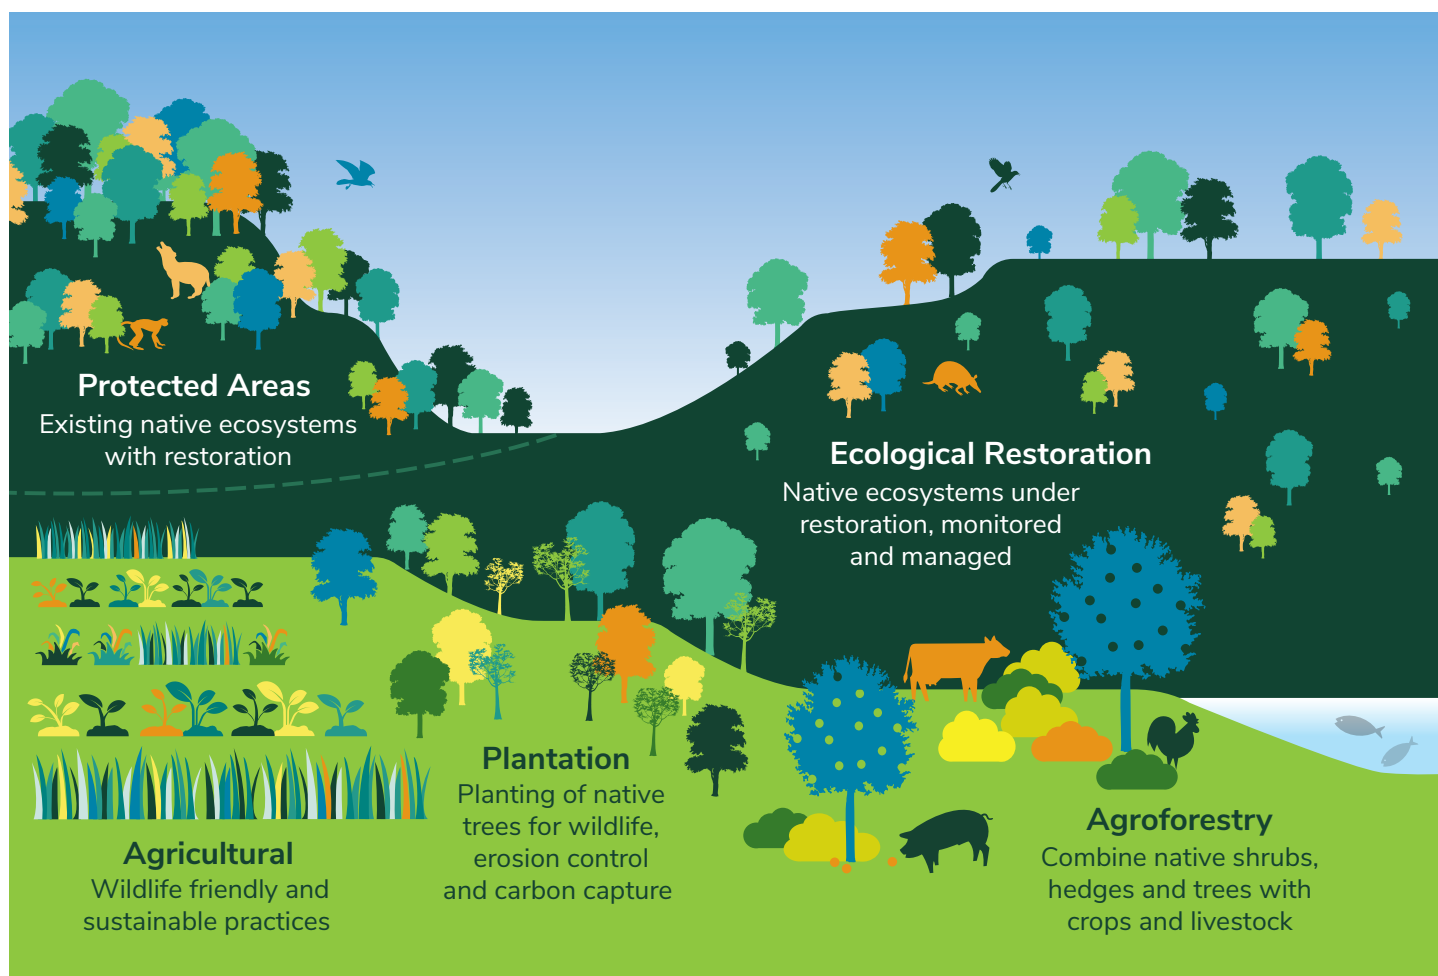 Protected Areas
Existing native ecosystems
with restoration
Ecological Restoration
Native ecosystems under
restoration, monitored
and managed
Plantation
Planting of native
trees for wildlife,
erosion control
and carbon capture
Agricultural
Wildlife friendly and
sustainable practices
Agroforestry
Combine native shrubs,
hedges and trees with
crops and livestock